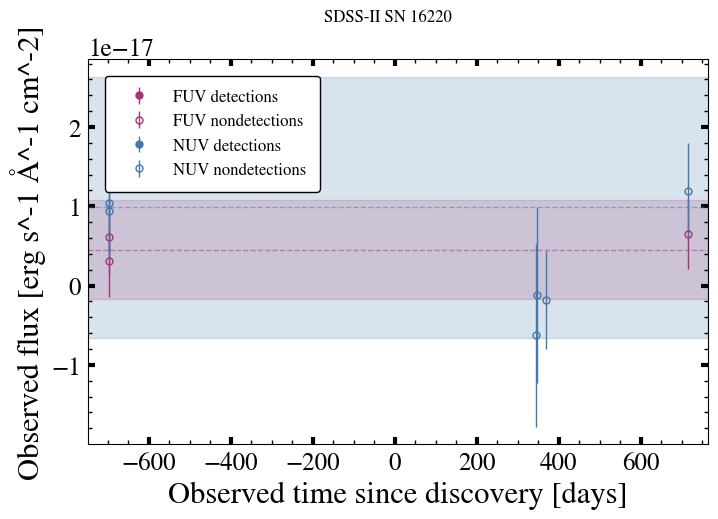 SDSS-II SN 16220
1e−17
Observed flux [erg s^-1 Å^-1 cm^-2]
FUV detections
FUV nondetections
NUV detections
NUV nondetections
2
1
0
−1
−600 −400 −200 0 200 400 600
Observed time since discovery [days]